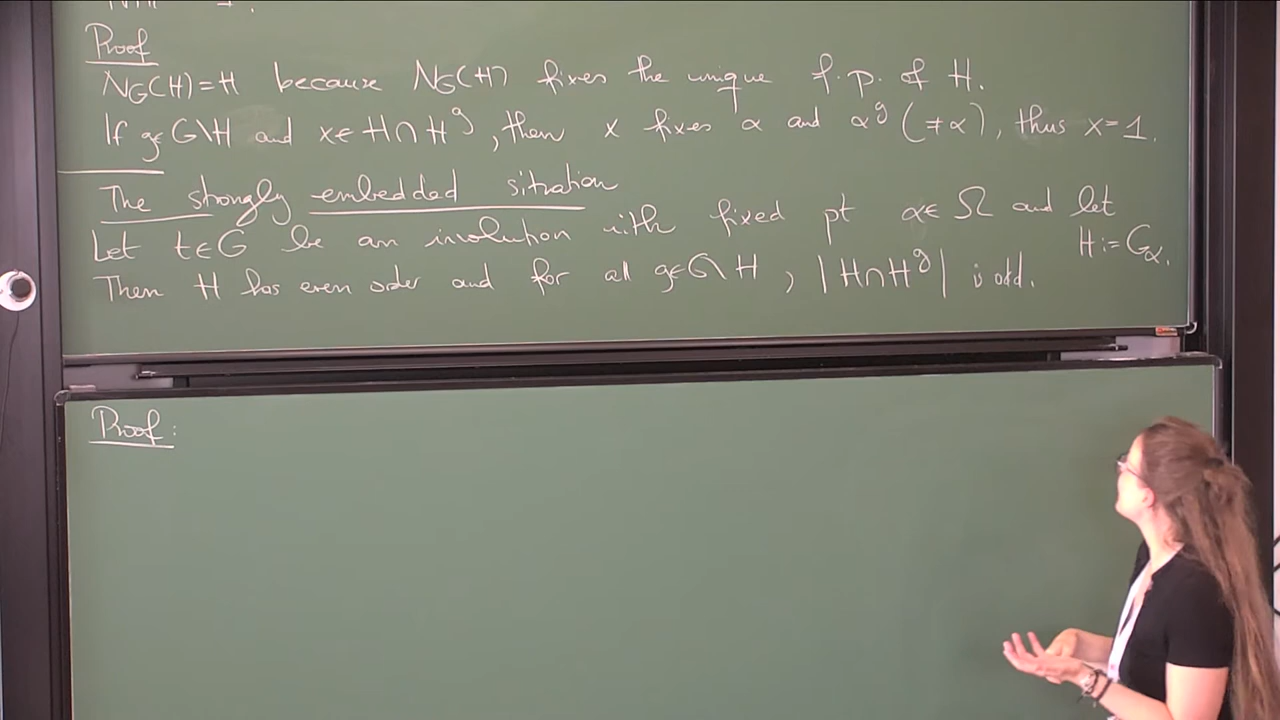 Proof
N_G(H)=H because N_G(H) fixes the unique f.p. of H.
If g∈G\H and x∈H∩H^g, then x fixes α and α^g (≠α), thus x=1.
The strongly embedded situation
Let t∈G be an involution with fixed pt α∈Ω and let
H:=G_α.
Then H has even order and for all g∈G\H, |H∩H^g| is odd.
Proof: